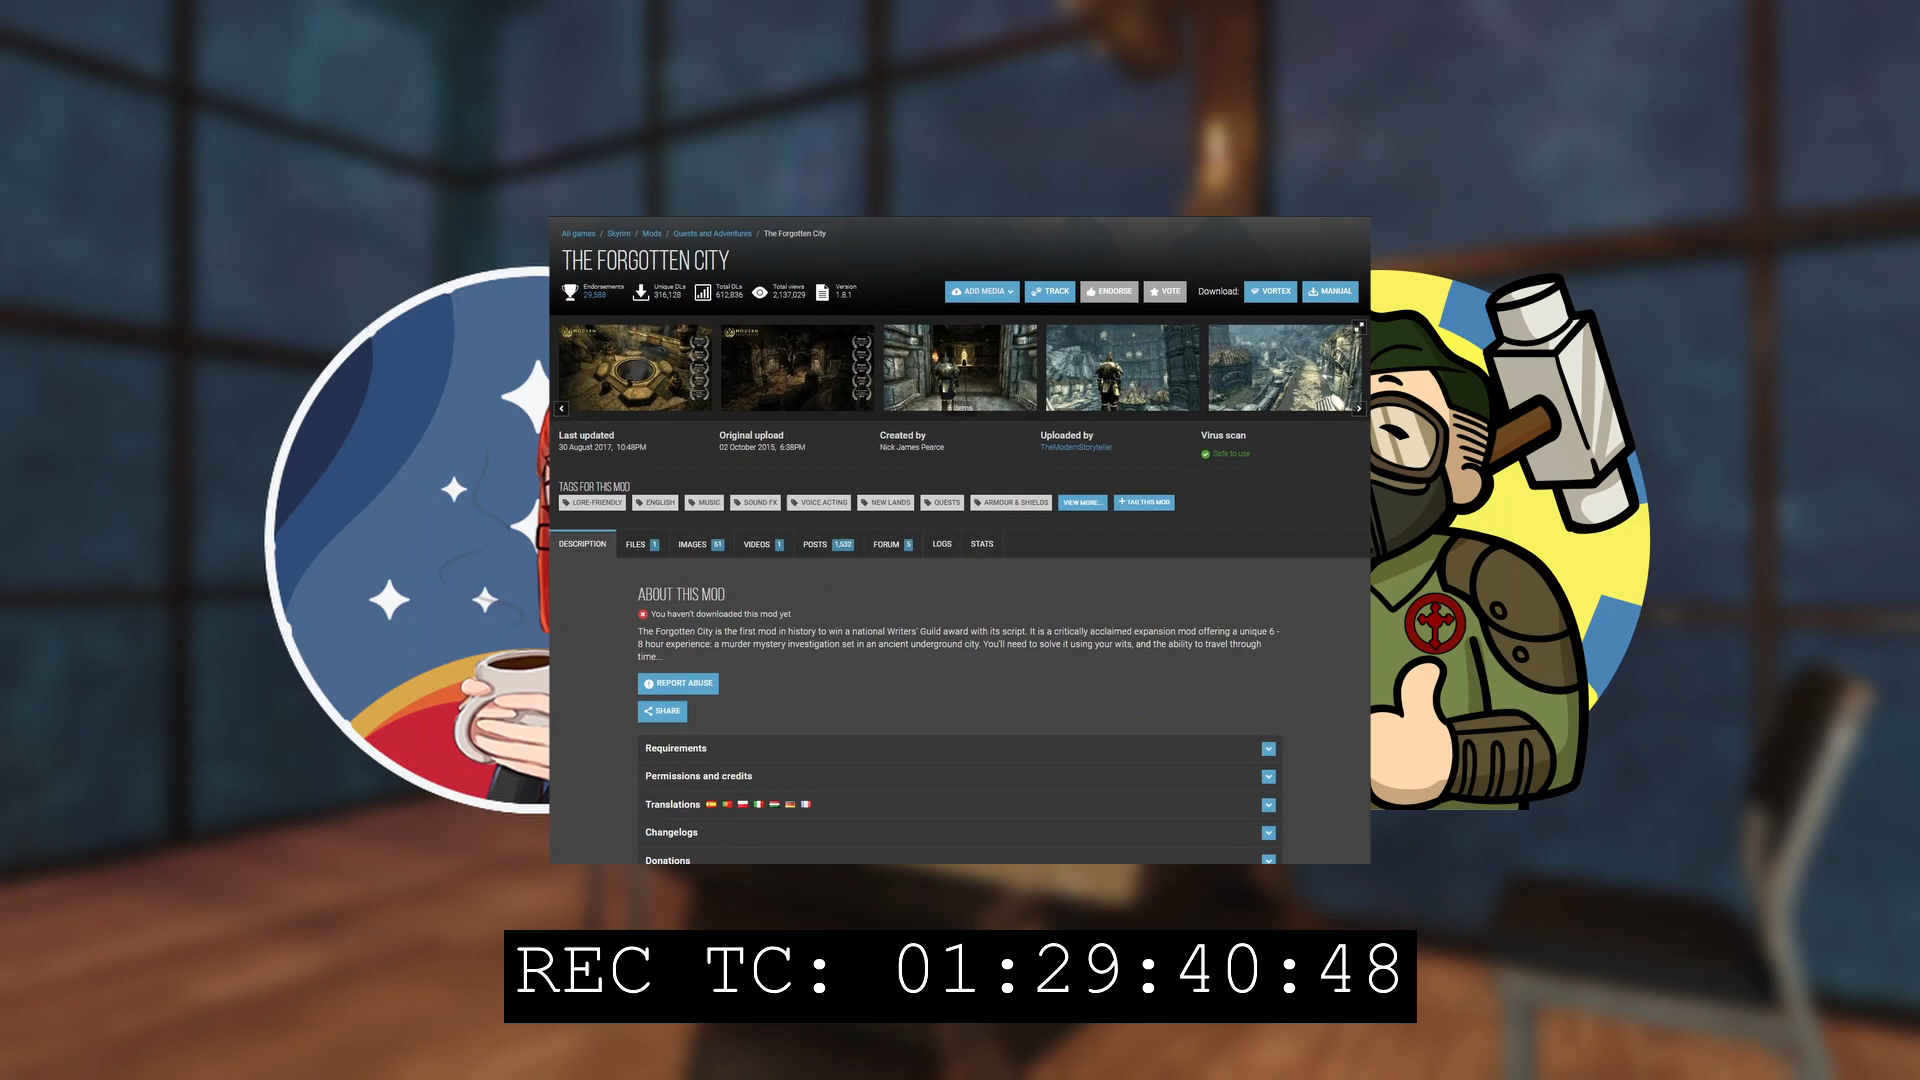 All games / Skyrim / Mods / Quests and Adventures / The Forgotten City
THE FORGOTTEN CITY
Endorsements
29,588
Unique DLs
316,128
Total DLs
612,836
Total views
2,137,029
Version
1.8.1
ADD MEDIA
TRACK
ENDORSE
VOTE
Download:
VORTEX
MANUAL
MODERN
MODERN
6 items
Last updated
30 August 2017, 10:48PM
Original upload
02 October 2015, 6:38PM
Created by
Nick James Pearce
Uploaded by
TheModernStoryteller
Virus scan
Safe to use
TAGS FOR THIS MOD
LORE-FRIENDLY
ENGLISH
MUSIC
SOUND FX
VOICE ACTING
NEW LANDS
QUESTS
ARMOUR & SHIELDS
VIEW MORE...
+ TAG THIS MOD
DESCRIPTION
FILES 1
IMAGES 51
VIDEOS 1
POSTS 1,532
FORUM 5
LOGS
STATS
ABOUT THIS MOD
You haven't downloaded this mod yet
The Forgotten City is the first mod in history to win a national Writers' Guild award with its script. It is a critically acclaimed expansion mod offering a unique 6 -
8 hour experience: a murder mystery investigation set in an ancient underground city. You'll need to solve it using your wits, and the ability to travel through
time...
REPORT ABUSE
SHARE
Requirements
Permissions and credits
Translations
Changelogs
Donations
REC TC: 01:29:40:48